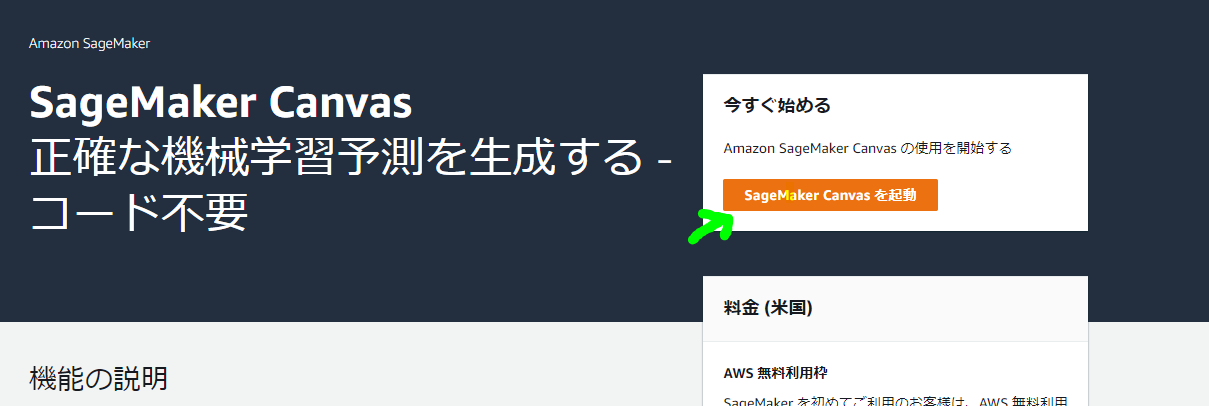 Amazon SageMaker
SageMaker Canvas
正確な機械学習予測を生成する -
コード不要
今すぐ始める
Amazon SageMaker Canvas の使用を開始する
SageMaker Canvas を起動
料金 (米国)
AWS 無料利用枠
SageMaker を初めてご利用のお客様は、AWS 無料利用
機能の説明